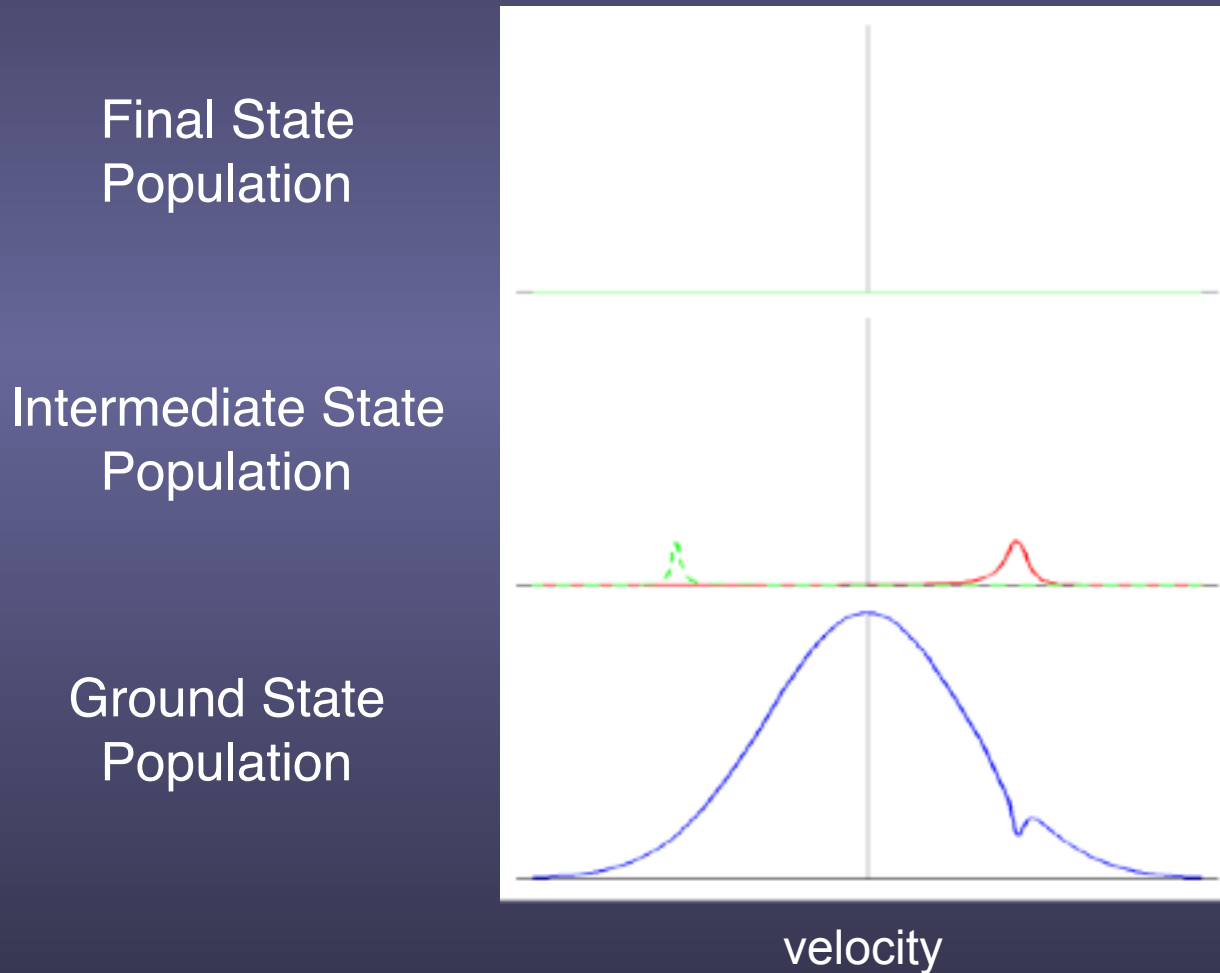 Final State
Population
Intermediate State
Population
Ground State
Population
velocity